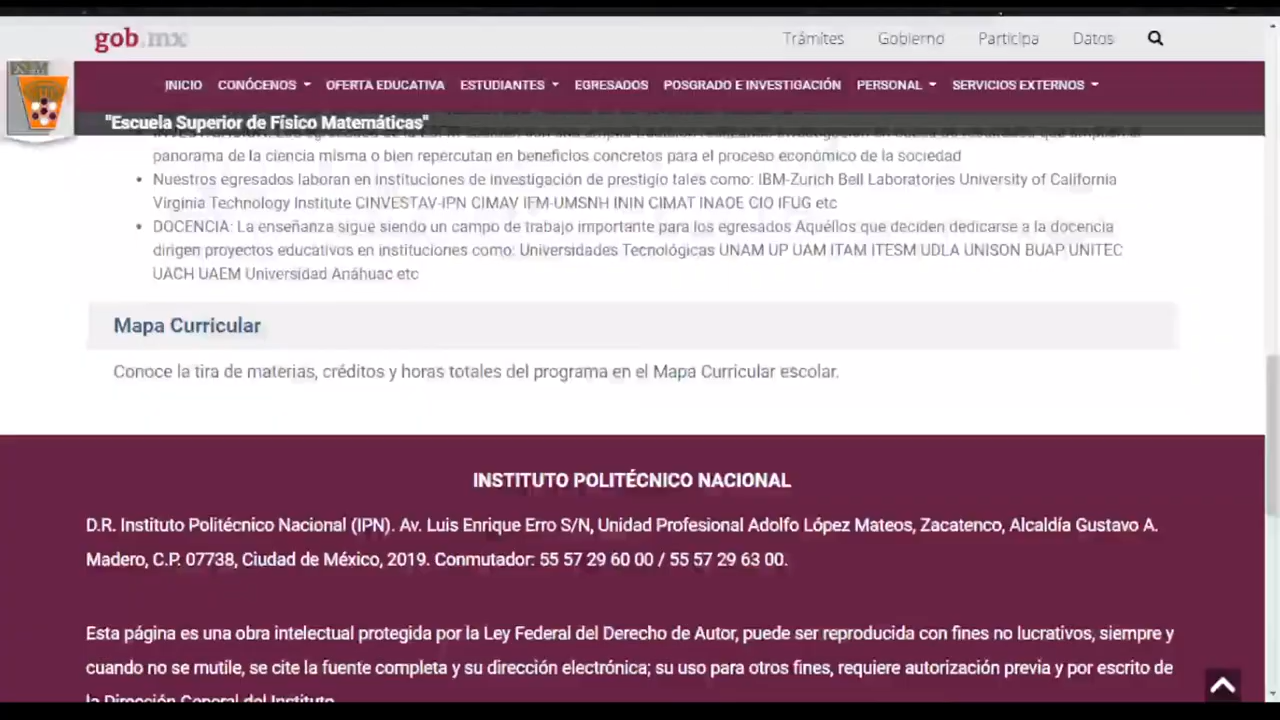 gob.mx
Trámites Gobierno Participa Datos
ESFM
INICIO CONÓCENOS OFERTA EDUCATIVA ESTUDIANTES EGRESADOS POSGRADO E INVESTIGACIÓN PERSONAL SERVICIOS EXTERNOS
"Escuela Superior de Físico Matemáticas"
panorama de la ciencia misma o bien repercutan en beneficios concretos para el proceso económico de la sociedad
• Nuestros egresados laboran en instituciones de investigación de prestigio tales como: IBM-Zurich Bell Laboratories University of California
Virginia Technology Institute CINVESTAV-IPN CIMAV IFM-UMSNH ININ CIMAT INAOE CIO IFUG etc
• DOCENCIA: La enseñanza sigue siendo un campo de trabajo importante para los egresados Aquéllos que deciden dedicarse a la docencia
dirigen proyectos educativos en instituciones como: Universidades Tecnológicas UNAM UP UAM ITAM ITESM UDLA UNISON BUAP UNITEC
UACH UAEM Universidad Anáhuac etc
Mapa Curricular
Conoce la tira de materias, créditos y horas totales del programa en el Mapa Curricular escolar.
INSTITUTO POLITÉCNICO NACIONAL
D.R. Instituto Politécnico Nacional (IPN). Av. Luis Enrique Erro S/N, Unidad Profesional Adolfo López Mateos, Zacatenco, Alcaldía Gustavo A.
Madero, C.P. 07738, Ciudad de México, 2019. Conmutador: 55 57 29 60 00 / 55 57 29 63 00.
Esta página es una obra intelectual protegida por la Ley Federal del Derecho de Autor, puede ser reproducida con fines no lucrativos, siempre y
cuando no se mutile, se cite la fuente completa y su dirección electrónica; su uso para otros fines, requiere autorización previa y por escrito de
la Dirección General del Instituto.